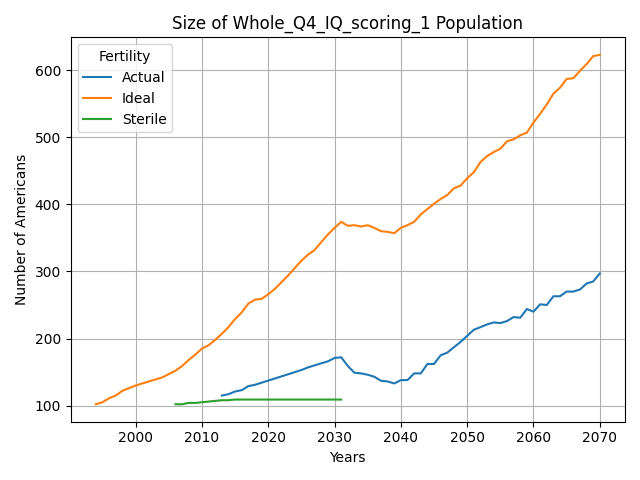 Size of Whole_Q4_IQ_scoring_1 Population
Fertility
Actual
Ideal
Sterile
Number of Americans
600
500
400
300
200
100
2000
2010
2020
2030
2040
2050
2060
2070
Years